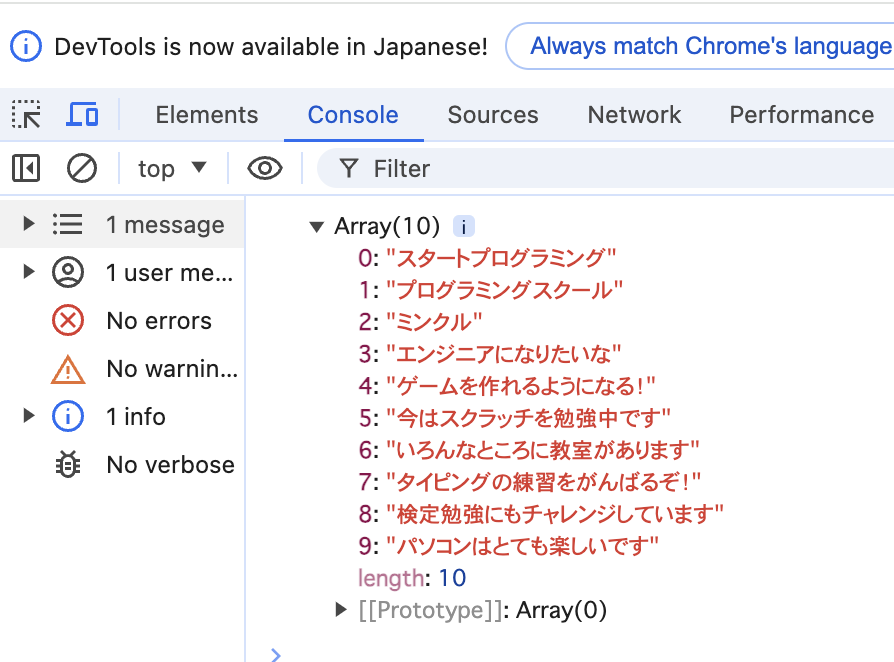 DevTools is now available in Japanese! Always match Chrome's language
Elements Console Sources Network Performance
top Filter
1 message
1 user me...
No errors
No warnin...
1 info
No verbose
Array(10) i
0: "スタートプログラミング"
1: "プログラミングスクール"
2: "ミンクル"
3: "エンジニアになりたいな"
4: "ゲームを作れるようになる！"
5: "今はスクラッチを勉強中です"
6: "いろんなところに教室があります"
7: "タイピングの練習をがんばるぞ！"
8: "検定勉強にもチャレンジしています"
9: "パソコンはとても楽しいです"
length: 10
[[Prototype]]: Array(0)